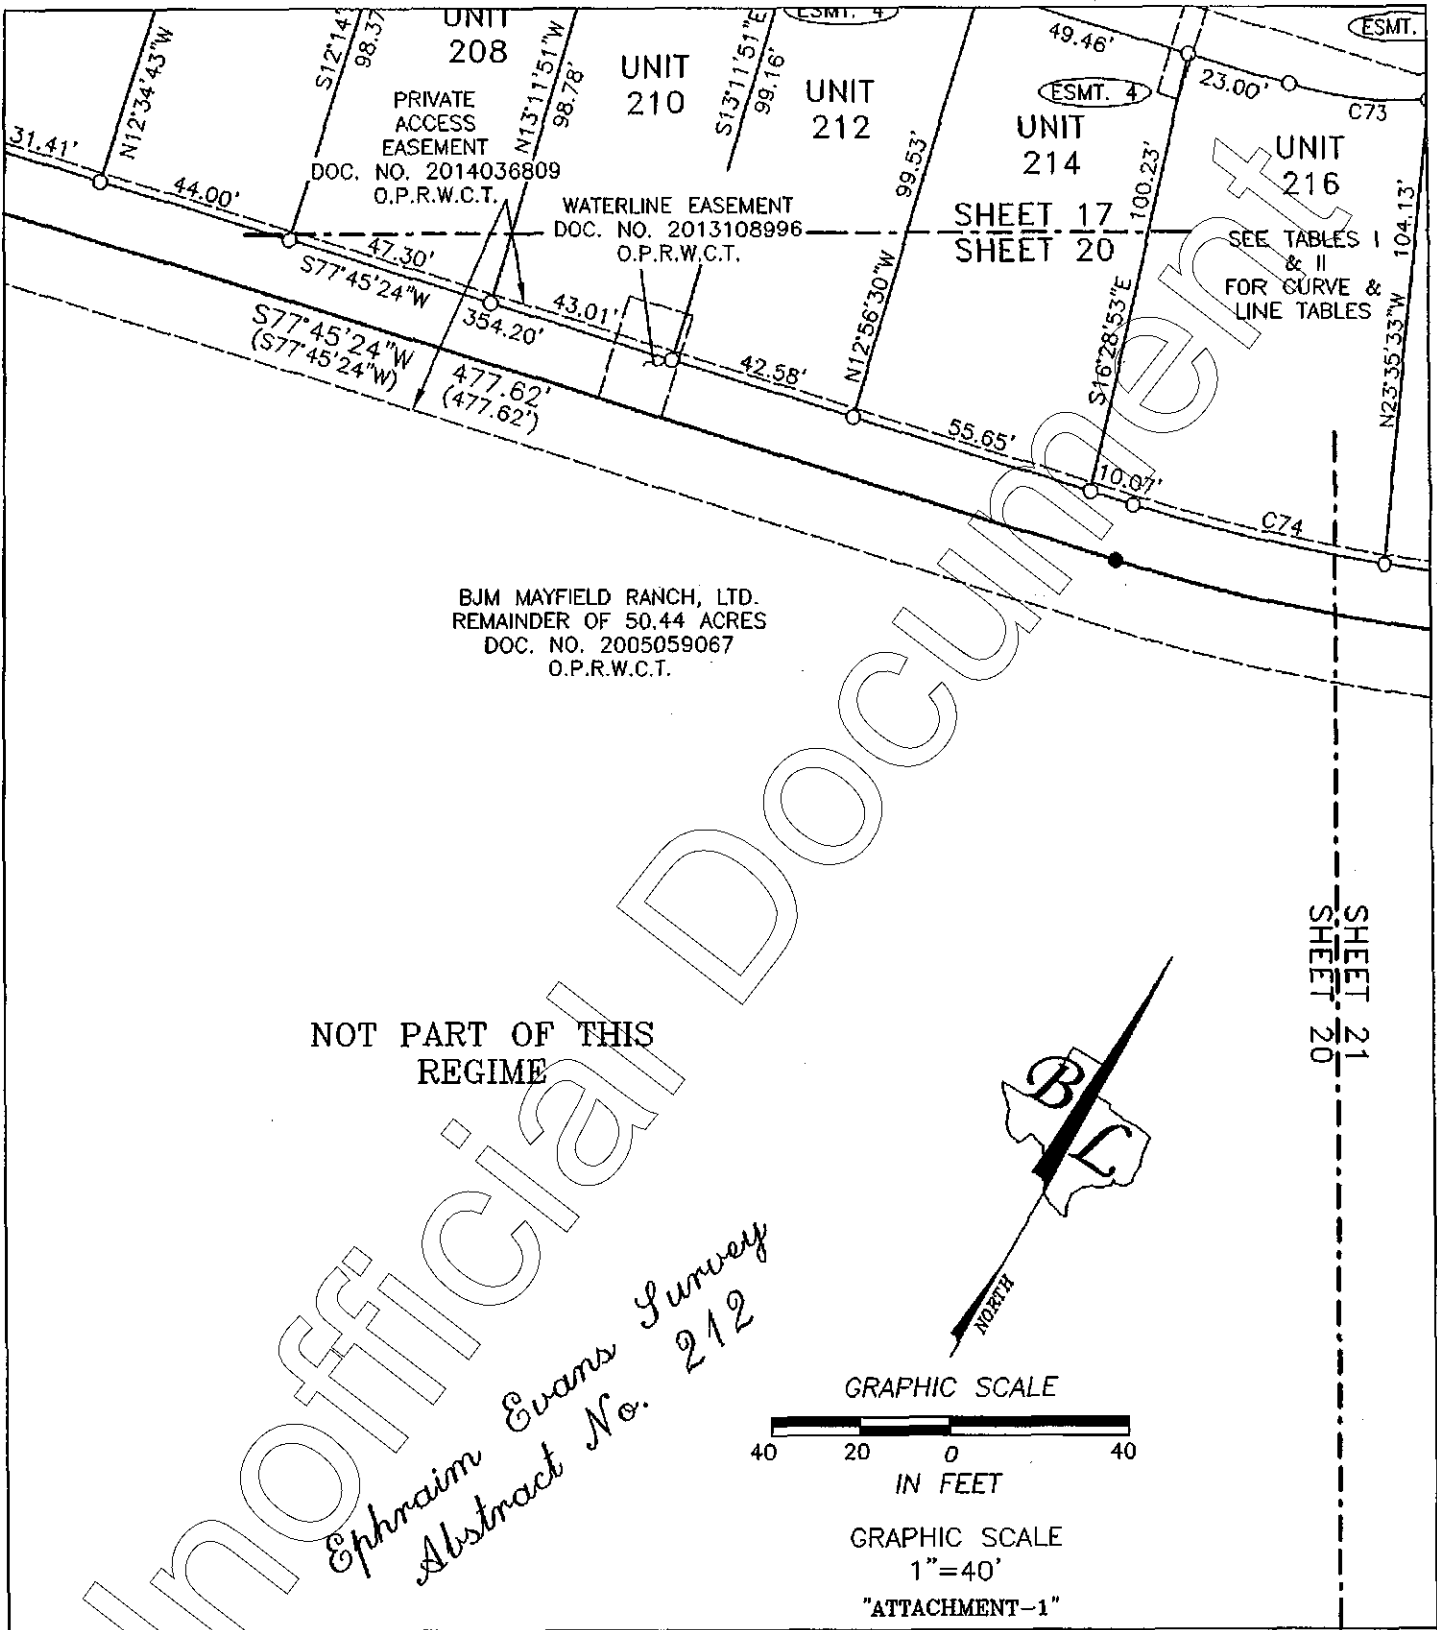 UNIT
208
ESMT. 4
ESMT.
N12°34'43"W
S12°14'
98.37
N13°11'51"W
98.78'
UNIT
210
S13°11'51"E
99.16'
UNIT
212
49.46'
ESMT. 4
23.00'
C73
UNIT
214
UNIT
216
PRIVATE
ACCESS
EASEMENT
DOC. NO. 2014036809
O.P.R.W.C.T.
31.41'
44.00'
WATERLINE EASEMENT
DOC. NO. 2013108996
O.P.R.W.C.T.
99.53'
N12°56'30"W
SHEET 17
SHEET 20
100.23'
S16°28'53"E
SEE TABLES I
& II
FOR CURVE &
LINE TABLES
104.13'
N23°35'33"W
47.30'
S77°45'24"W
43.01'
354.20'
S77°45'24"W
(S77°45'24"W)
477.62'
(477.62')
42.58'
55.65'
10.07'
C74
BJM MAYFIELD RANCH, LTD.
REMAINDER OF 50.44 ACRES
DOC. NO. 2005059067
O.P.R.W.C.T.
SHEET 21
SHEET 20
NOT PART OF THIS
REGIME
B
L
NORTH
Ephraim Evans Survey
Abstract No. 212
GRAPHIC SCALE
40 20 0 40
IN FEET
GRAPHIC SCALE
1"=40'
"ATTACHMENT-1"
Unofficial Document